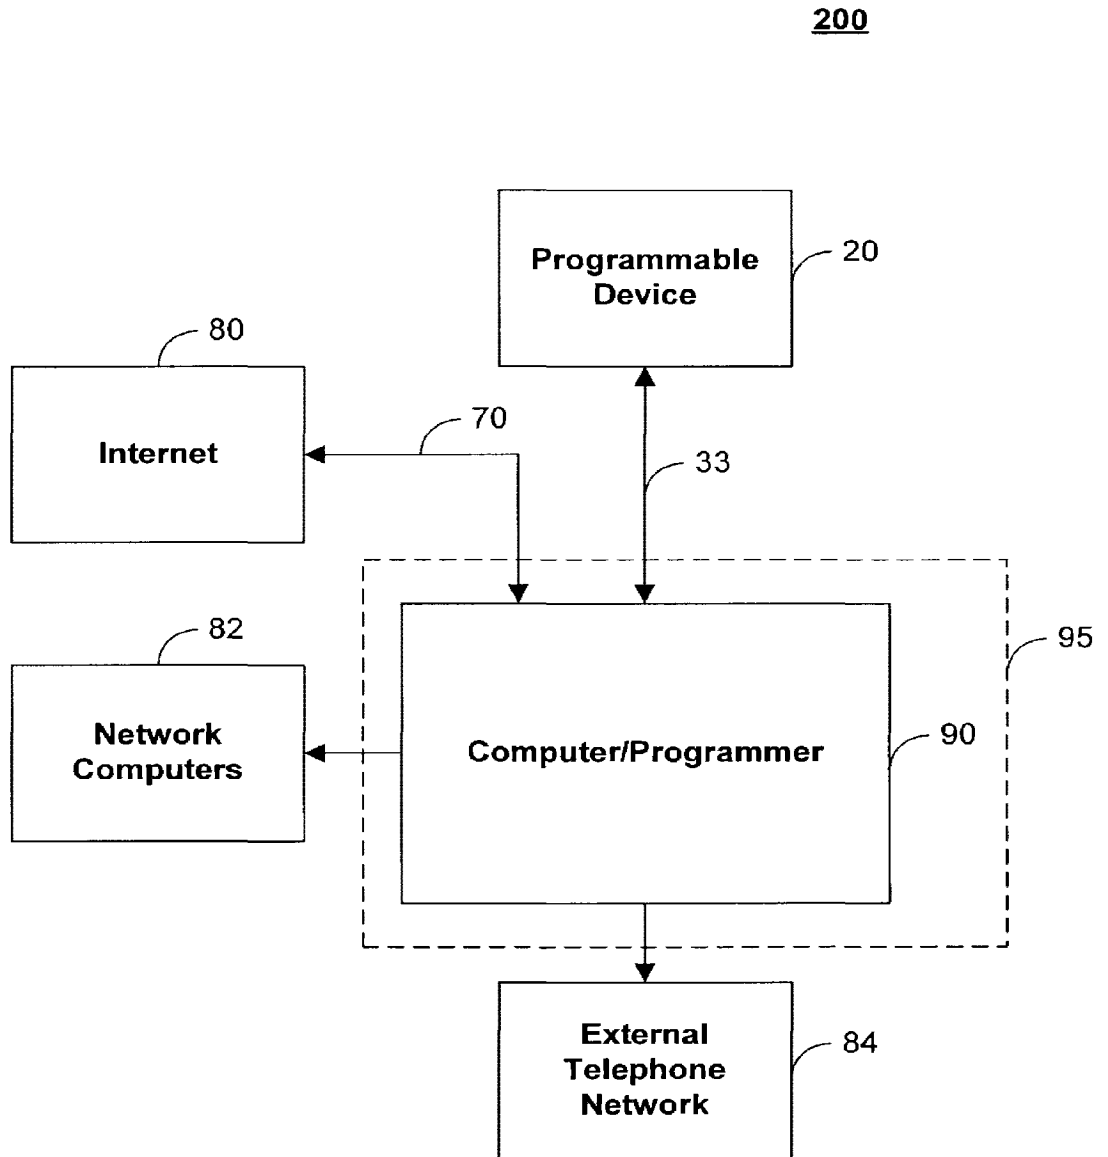 200
Programmable
Device
20
80
Internet
70
33
82
Network
Computers
95
Computer/Programmer
90
External
Telephone
Network
84